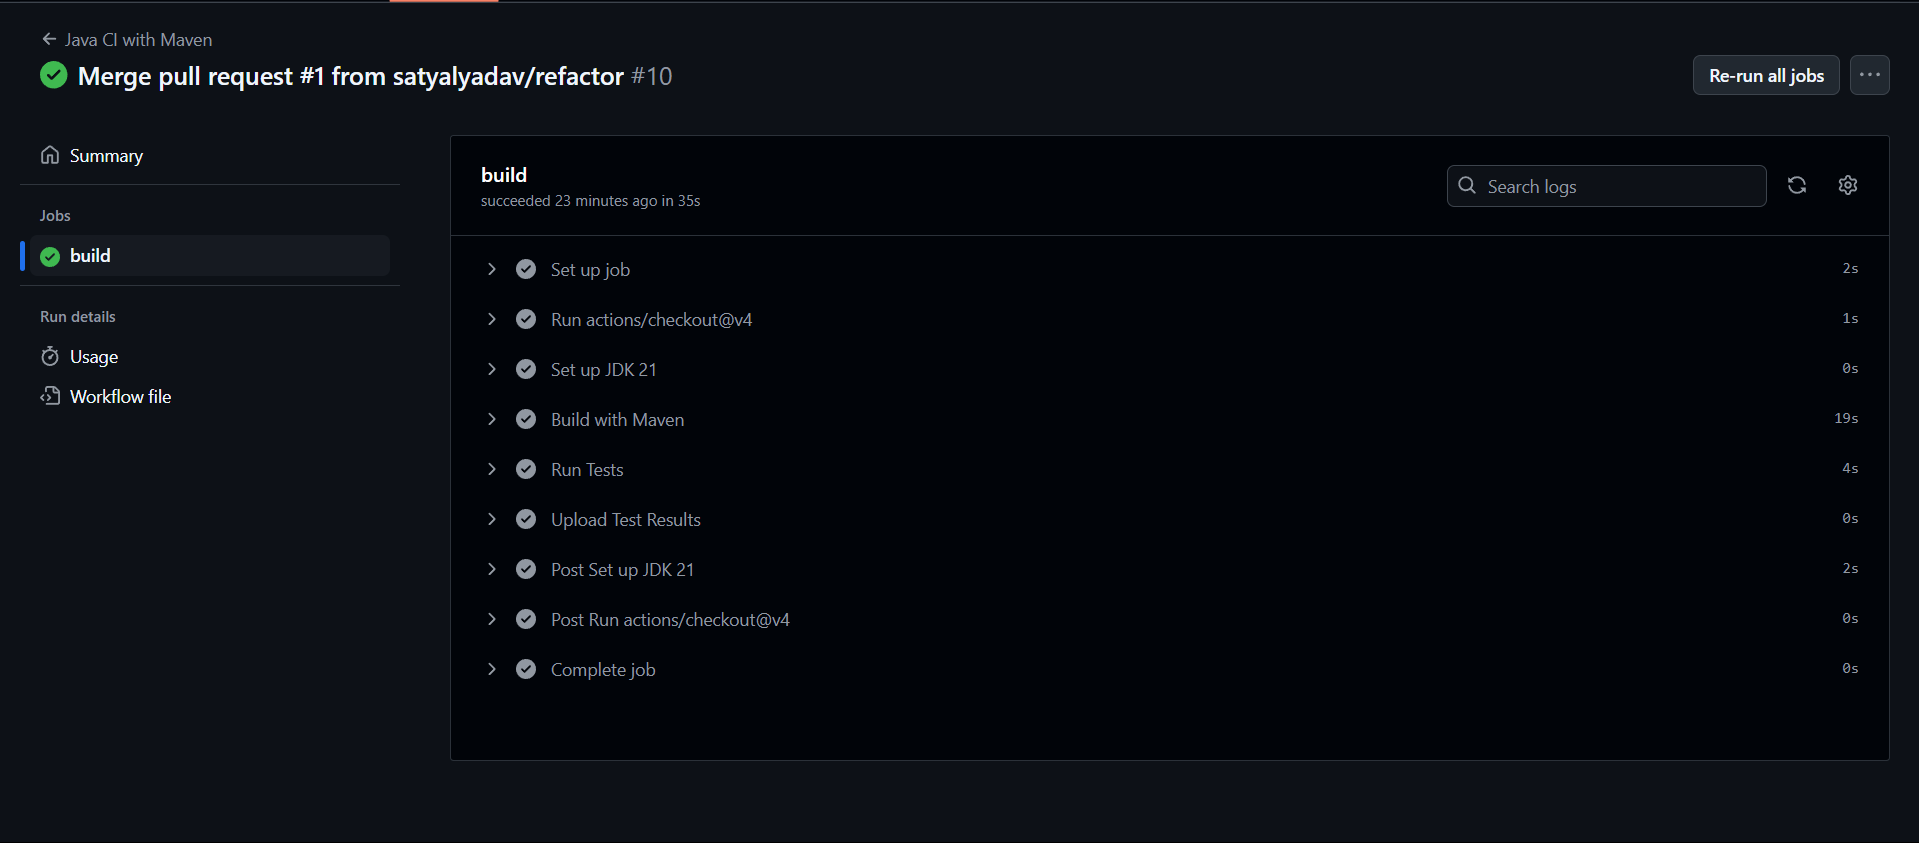 Java CI with Maven
Merge pull request #1 from satyalyadav/refactor #10
Re-run all jobs
Summary
Jobs
build
Run details
Usage
Workflow file
build
succeeded 23 minutes ago in 35s
Search logs
Set up job 2s
Run actions/checkout@v4 1s
Set up JDK 21 0s
Build with Maven 19s
Run Tests 4s
Upload Test Results 0s
Post Set up JDK 21 2s
Post Run actions/checkout@v4 0s
Complete job 0s